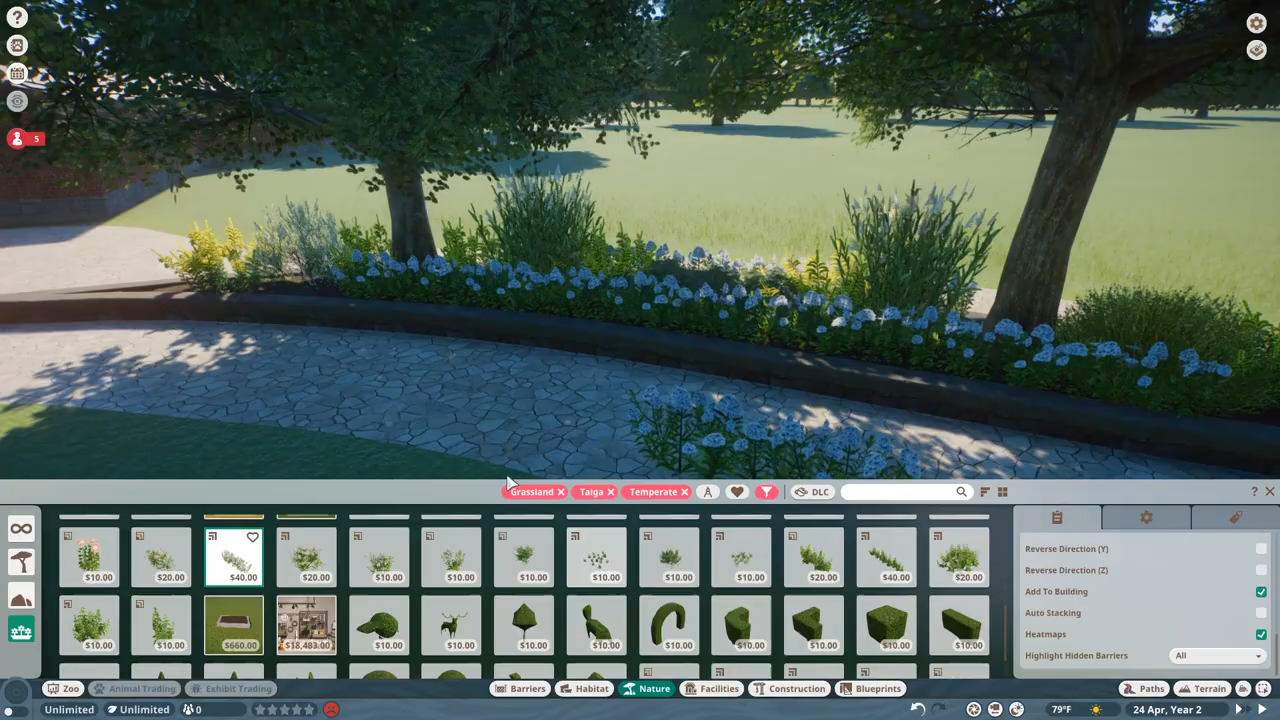 ?
5
Grassland ×
Taiga ×
Temperate ×
DLC
? ×
$10.00
$20.00
$40.00
$20.00
$10.00
$10.00
$10.00
$10.00
$10.00
$10.00
$20.00
$40.00
$20.00
$10.00
$10.00
$660.00
$18,483.00
$10.00
$10.00
$10.00
$10.00
$10.00
$10.00
$10.00
$10.00
$10.00
Reverse Direction (Y)
Reverse Direction (Z)
Add To Building
Auto Stacking
Heatmaps
Highlight Hidden Barriers All
Zoo Animal Trading Exhibit Trading Barriers Habitat Nature Facilities Construction Blueprints Paths Terrain
Unlimited Unlimited 0 79°F 24 Apr, Year 2